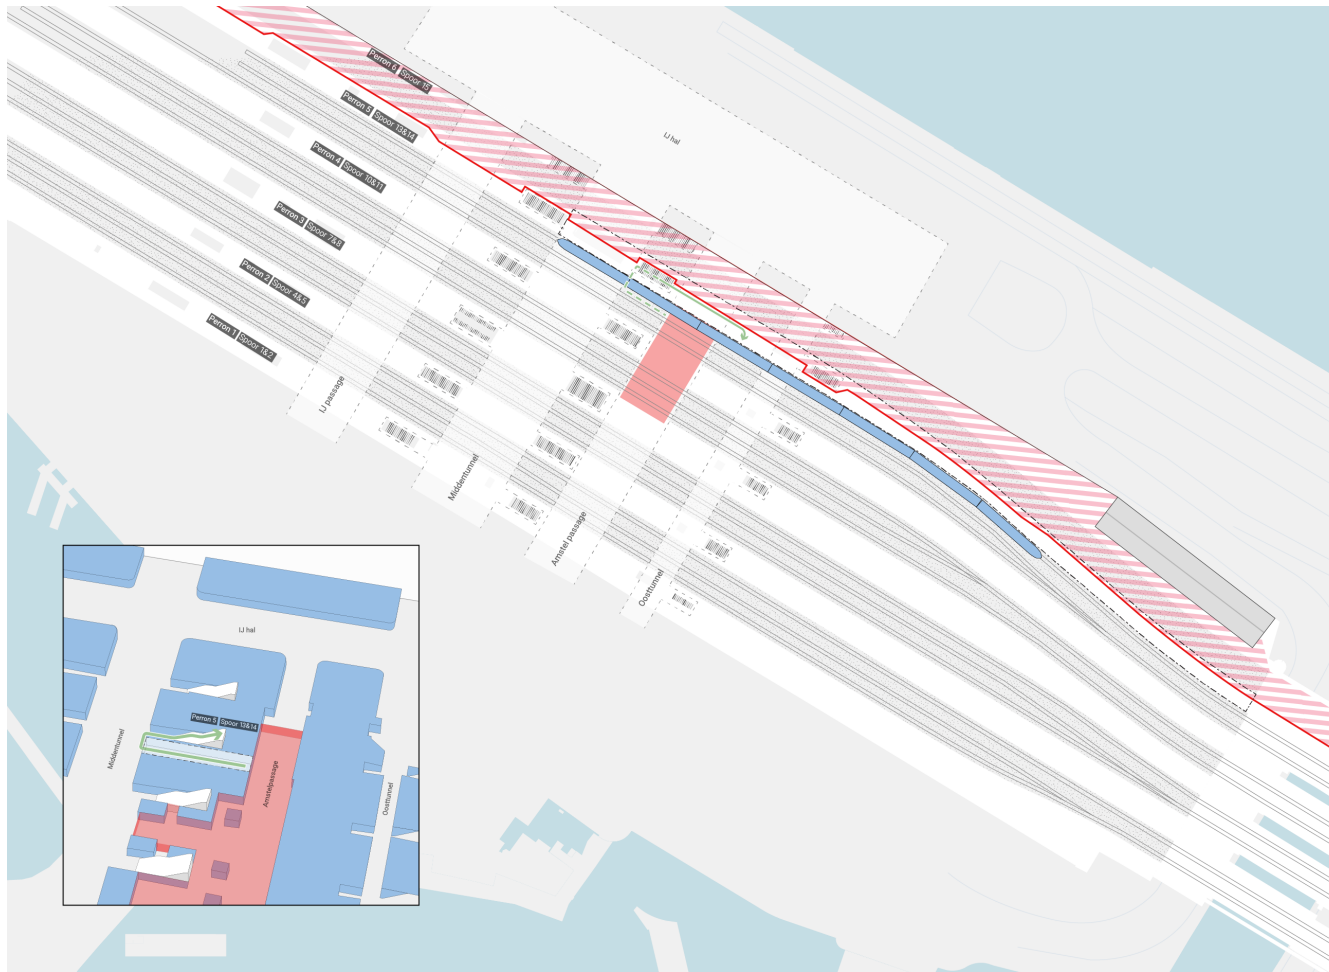 Perron 6 Spoor 15
Perron 5 Spoor 13&14
Perron 4 Spoor 10&11
Perron 3 Spoor 7&8
Perron 2 Spoor 4&5
Perron 1 Spoor 1&2
IJ hal
IJ passage
Middentunnel
Amstel passage
Oosttunnel
IJ hal
Perron 5 Spoor 13&14
Middentunnel
Amstelpassage
Oosttunnel